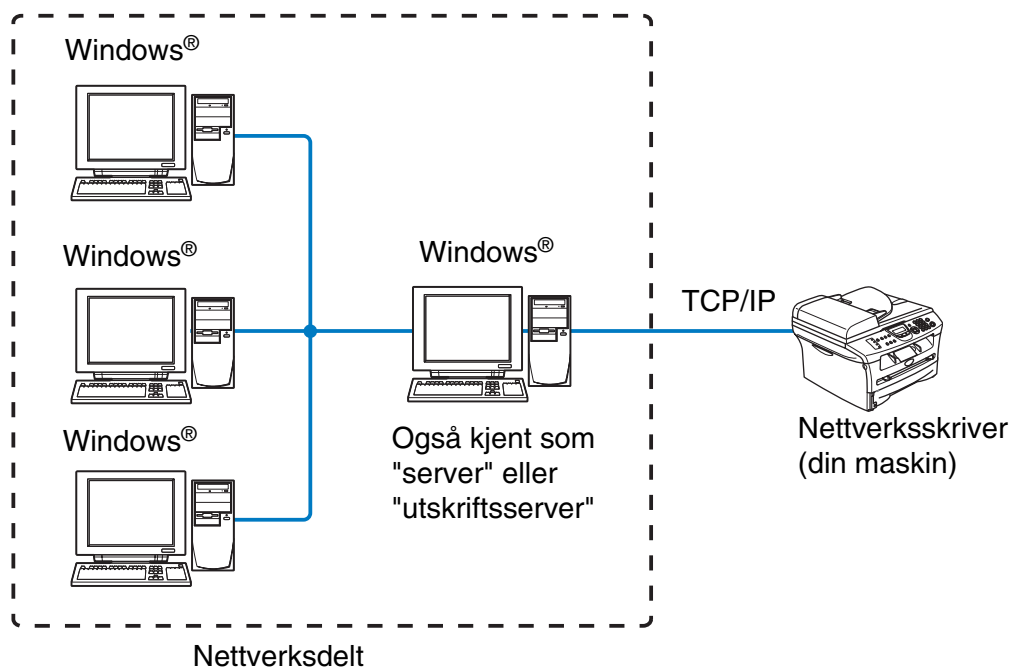 Windows®
Windows®
Windows®
TCP/IP
Windows®
Også kjent som
"server" eller
"utskriftsserver"
Nettverksskriver
(din maskin)
Nettverksdelt